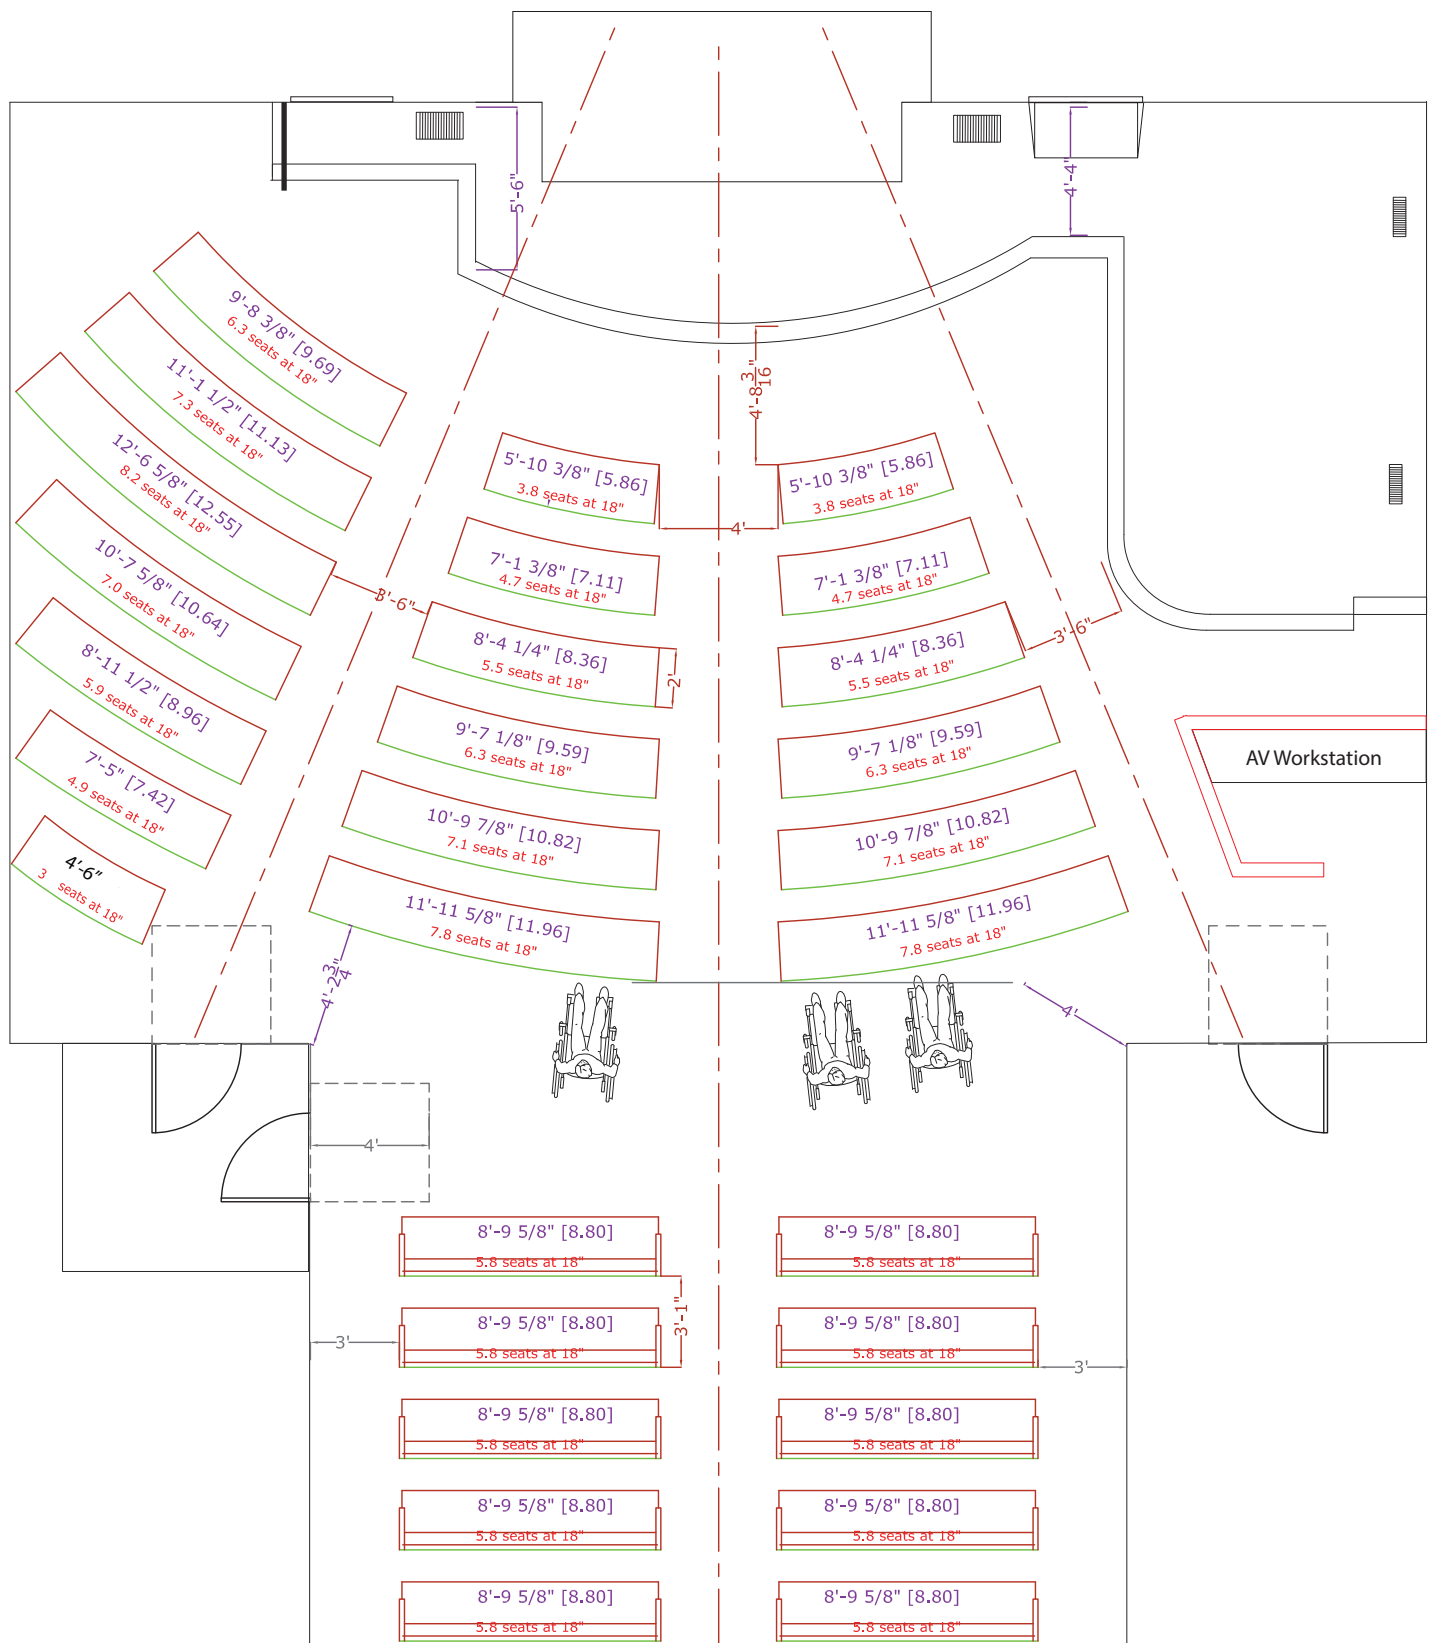 5'-6"
4'-4"
9'-8 3/8" [9.69]
6.3 seats at 18"
11'-1 1/2" [11.13]
7.3 seats at 18"
12'-6 5/8" [12.55]
8.2 seats at 18"
10'-7 5/8" [10.64]
7.0 seats at 18"
8'-11 1/2" [8.96]
5.9 seats at 18"
7'-5" [7.42]
4.9 seats at 18"
4'-6"
3 seats at 18"
3'-6"
4'-8 3/16"
5'-10 3/8" [5.86]
3.8 seats at 18"
5'-10 3/8" [5.86]
3.8 seats at 18"
4'
7'-1 3/8" [7.11]
4.7 seats at 18"
7'-1 3/8" [7.11]
4.7 seats at 18"
8'-4 1/4" [8.36]
5.5 seats at 18"
2'
8'-4 1/4" [8.36]
5.5 seats at 18"
3'-6"
9'-7 1/8" [9.59]
6.3 seats at 18"
9'-7 1/8" [9.59]
6.3 seats at 18"
AV Workstation
10'-9 7/8" [10.82]
7.1 seats at 18"
10'-9 7/8" [10.82]
7.1 seats at 18"
11'-11 5/8" [11.96]
7.8 seats at 18"
11'-11 5/8" [11.96]
7.8 seats at 18"
4'-2 3/4"
4'
4'
8'-9 5/8" [8.80]
5.8 seats at 18"
8'-9 5/8" [8.80]
5.8 seats at 18"
3'-1"
8'-9 5/8" [8.80]
5.8 seats at 18"
8'-9 5/8" [8.80]
5.8 seats at 18"
3'
3'
8'-9 5/8" [8.80]
5.8 seats at 18"
8'-9 5/8" [8.80]
5.8 seats at 18"
8'-9 5/8" [8.80]
5.8 seats at 18"
8'-9 5/8" [8.80]
5.8 seats at 18"
8'-9 5/8" [8.80]
5.8 seats at 18"
8'-9 5/8" [8.80]
5.8 seats at 18"